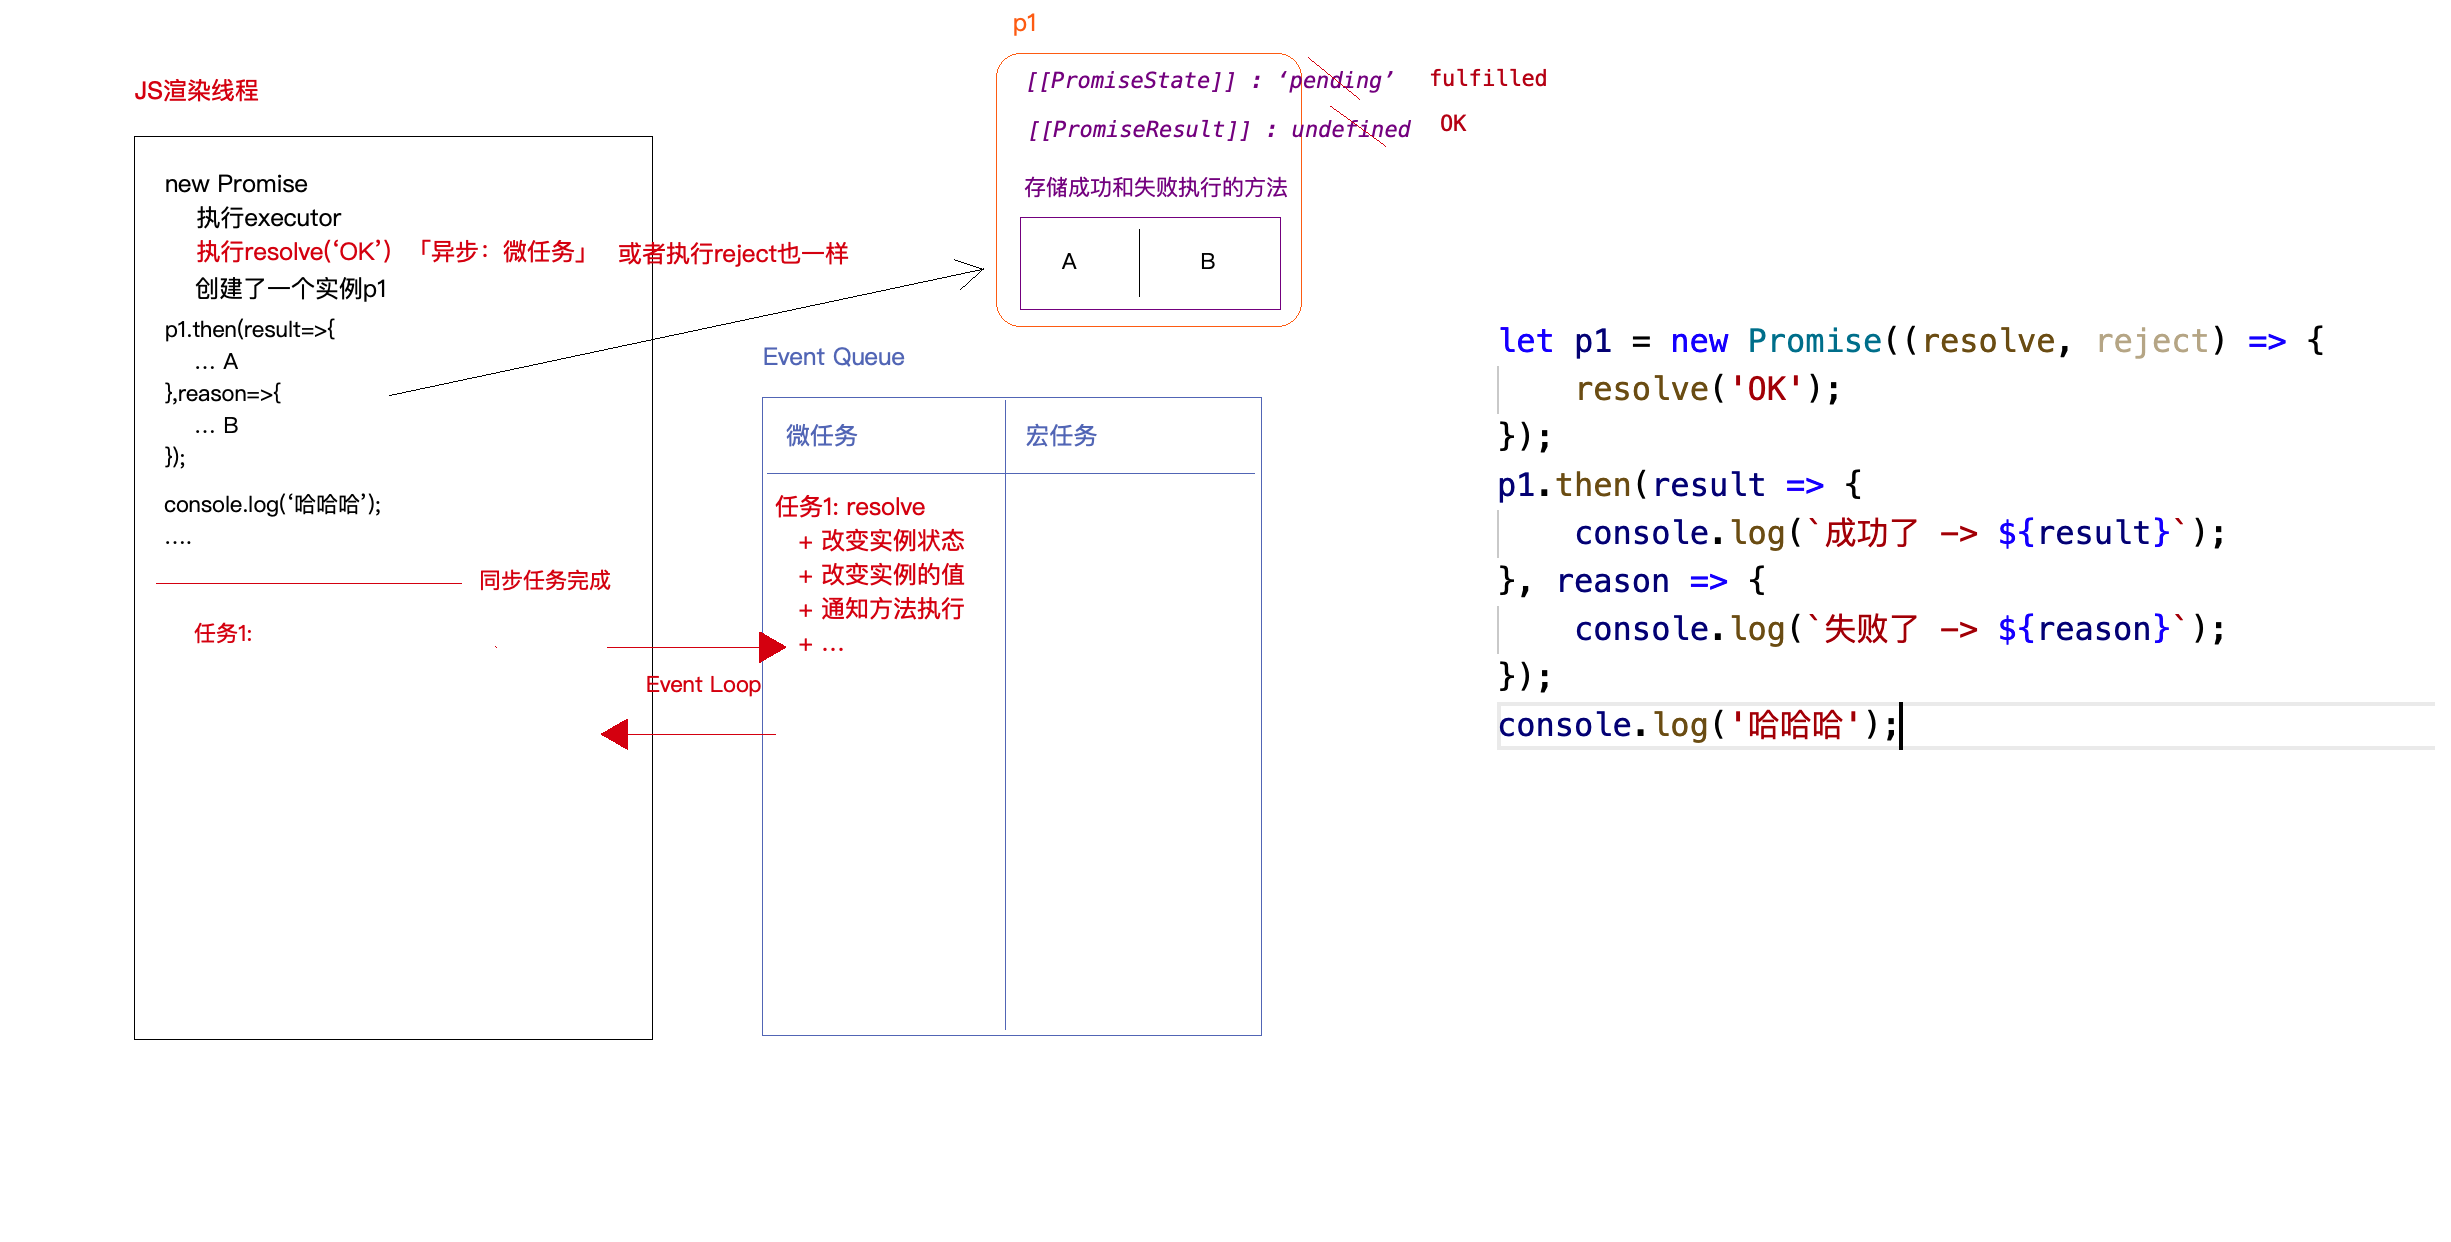 JS渲染线程
new Promise
执行executor
执行resolve(‘OK’) 「异步：微任务」 或者执行reject也一样
创建了一个实例p1
p1.then(result=>{
... A
},reason=>{
... B
});
console.log(‘哈哈哈’);
....
同步任务完成
任务1:
p1
[[PromiseState]] : ‘pending’ fulfilled
[[PromiseResult]] : undefined OK
存储成功和失败执行的方法
A B
Event Queue
微任务 宏任务
任务1: resolve
+ 改变实例状态
+ 改变实例的值
+ 通知方法执行
+ ...
Event Loop
let p1 = new Promise((resolve, reject) => {
resolve('OK');
});
p1.then(result => {
console.log(`成功了 -> ${result}`);
}, reason => {
console.log(`失败了 -> ${reason}`);
});
console.log('哈哈哈');